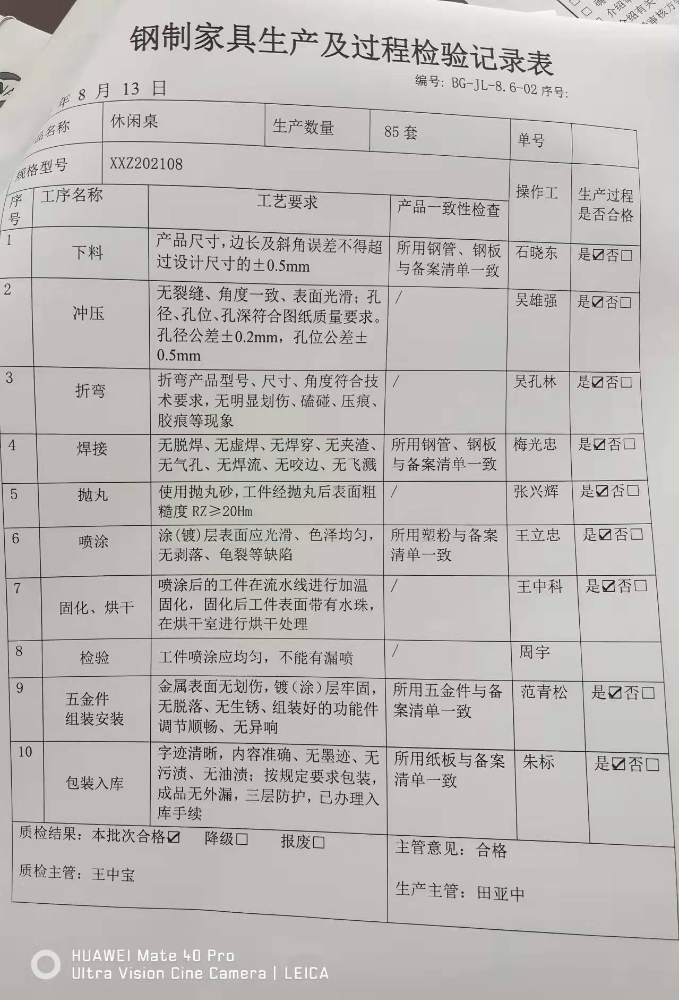 钢制家具生产及过程检验记录表
编号: BG-JL-8.6-02 序号:
年 8 月 13 日
品名称 休闲桌 生产数量 85 套 单号
规格型号 XXZ202108
操作工 生产过程
是否合格
序
号
工序名称 工艺要求 产品一致性检查
1 下料
产品尺寸，边长及斜角误差不得超
过设计尺寸的±0.5mm
所用钢管、钢板
与备案清单一致
石晓东 是☑否□
2 冲压
无裂缝、角度一致、表面光滑；孔
径、孔位、孔深符合图纸质量要求。
孔径公差±0.2mm，孔位公差±
0.5mm
/ 吴雄强 是☑否□
3 折弯
折弯产品型号、尺寸、角度符合技
术要求，无明显划伤、磕碰、压痕、
胶痕等现象
/ 吴孔林 是☑否□
4 焊接
无脱焊、无虚焊、无焊穿、无夹渣、
无气孔、无焊流、无咬边、无飞溅
所用钢管、钢板
与备案清单一致
梅光忠 是☑否□
5 抛丸
使用抛丸砂，工件经抛丸后表面粗
糙度 RZ≥20Hm
/ 张兴辉 是☑否□
6 喷涂
涂(镀)层表面应光滑、色泽均匀，
无剥落、龟裂等缺陷
所用塑粉与备案
清单一致
王立忠 是☑否□
7 固化、烘干
喷涂后的工件在流水线进行加温
固化，固化后工件表面带有水珠，
在烘干室进行烘干处理
/ 王中科 是☑否□
8 检验 工件喷涂应均匀，不能有漏喷 / 周宇
9 五金件
组装安装
金属表面无划伤，镀（涂）层牢固，
无脱落、无生锈、组装好的功能件
调节顺畅、无异响
所用五金件与备
案清单一致
范青松 是☑否□
10 包装入库
字迹清晰，内容准确、无墨迹、无
污渍、无油渍；按规定要求包装，
成品无外漏，三层防护，已办理入
库手续
所用纸板与备案
清单一致
朱标 是☑否□
质检结果：本批次合格☑ 降级□ 报废□
质检主管：王中宝
主管意见：合格
生产主管：田亚中
HUAWEI Mate 40 Pro
Ultra Vision Cine Camera | LEICA